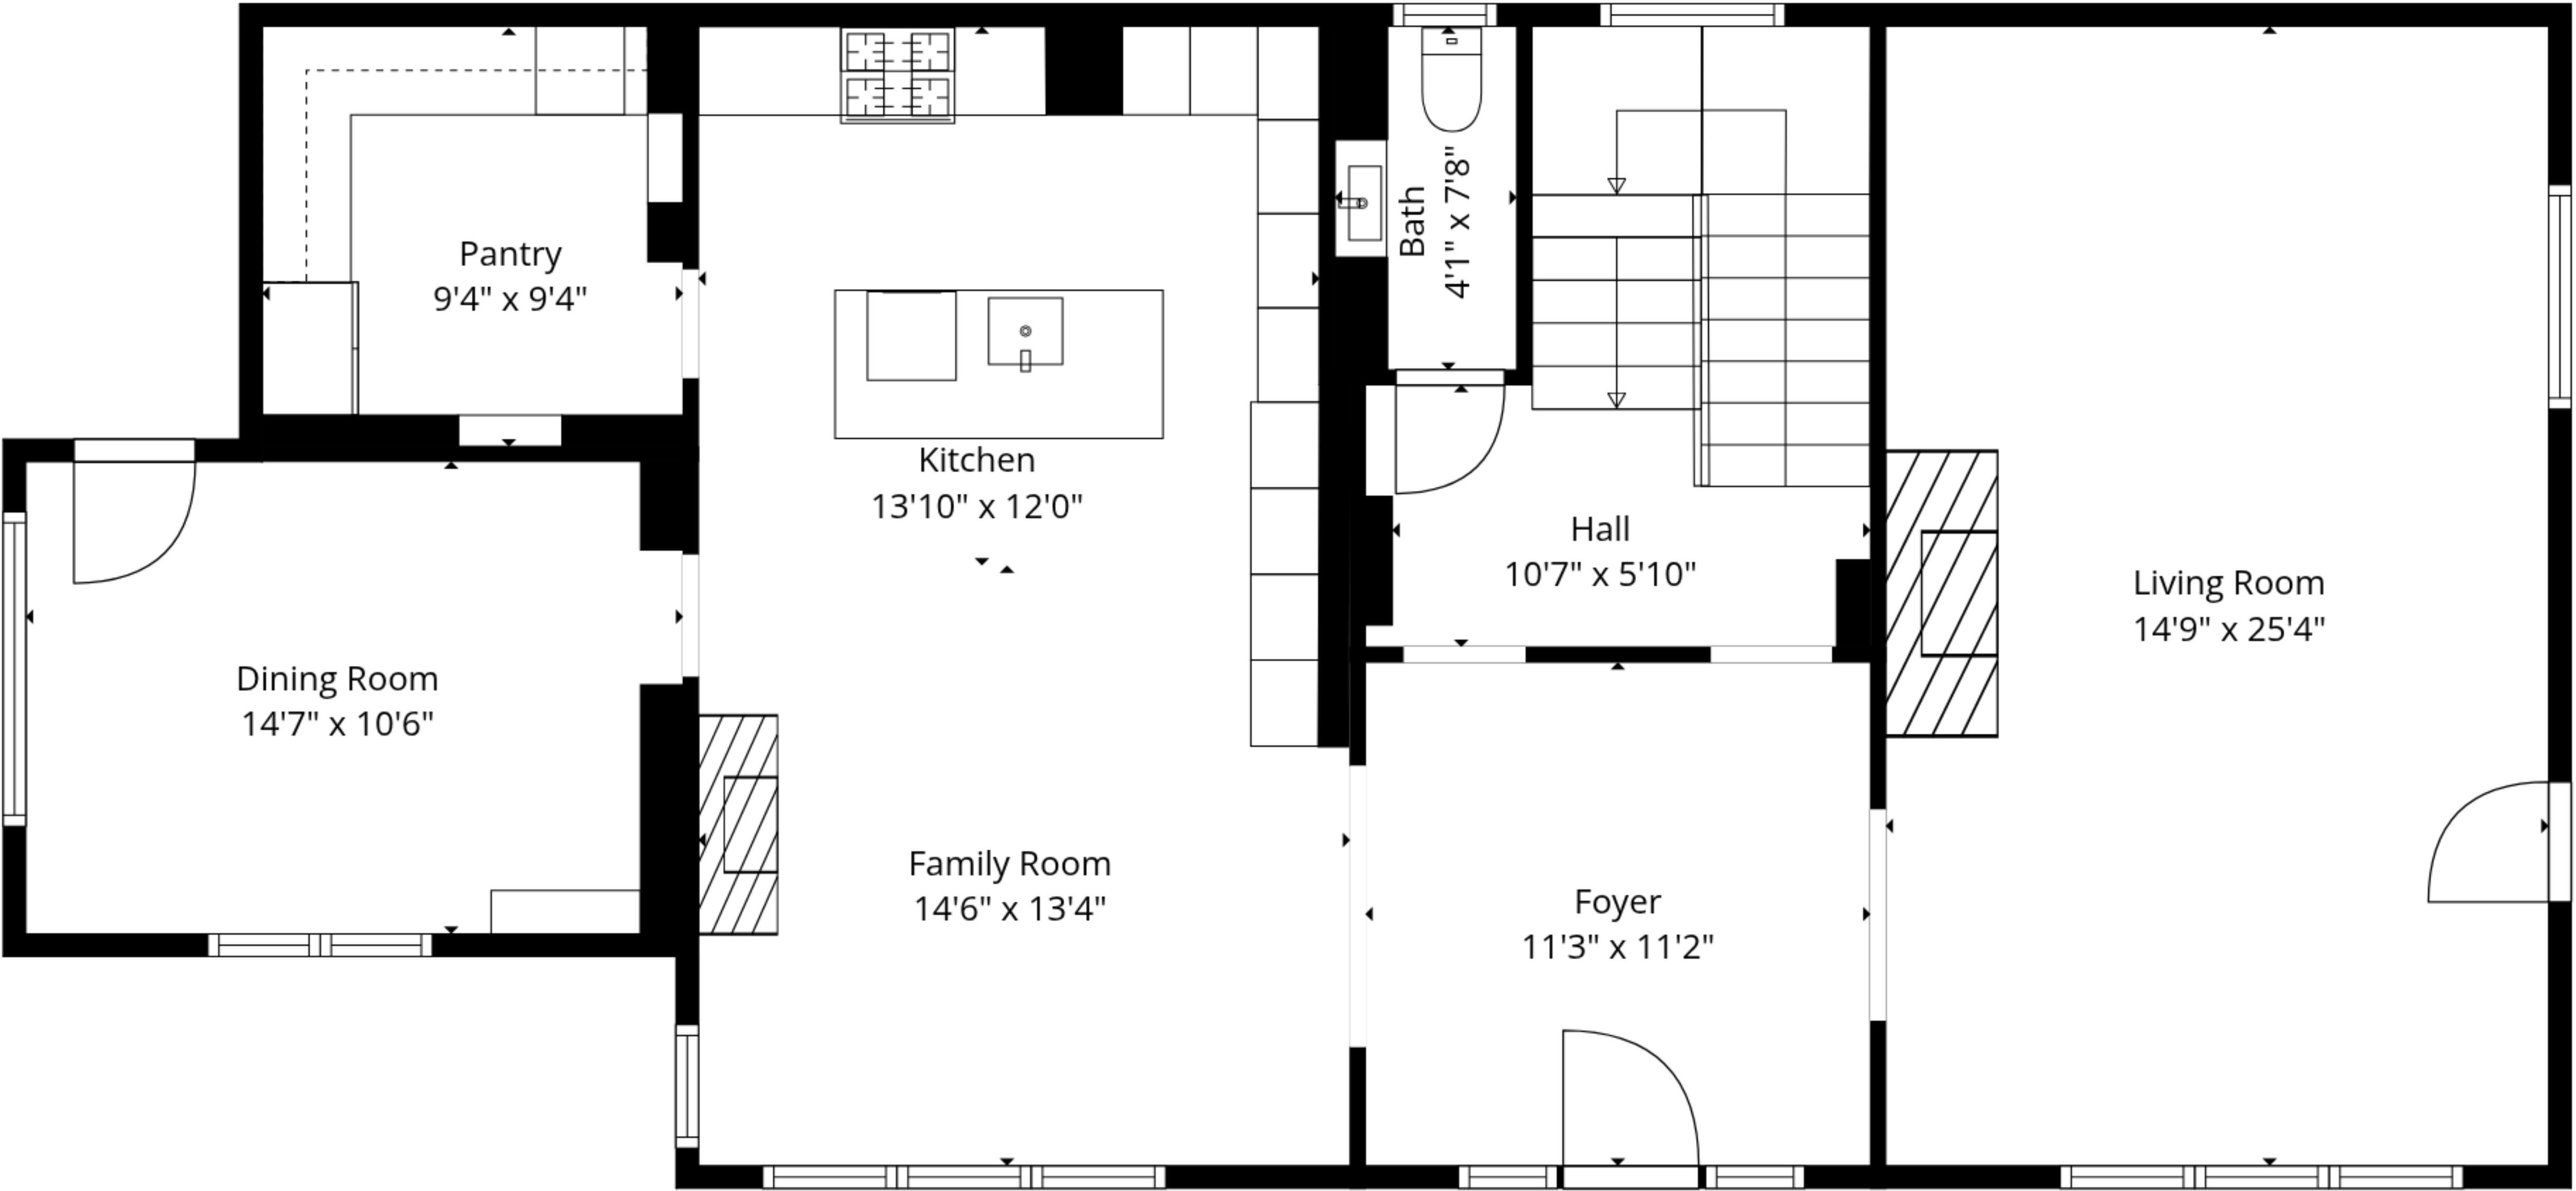 Pantry
9'4" x 9'4"
Bath
4'1" x 7'8"
Kitchen
13'10" x 12'0"
Hall
10'7" x 5'10"
Living Room
14'9" x 25'4"
Dining Room
14'7" x 10'6"
Family Room
14'6" x 13'4"
Foyer
11'3" x 11'2"